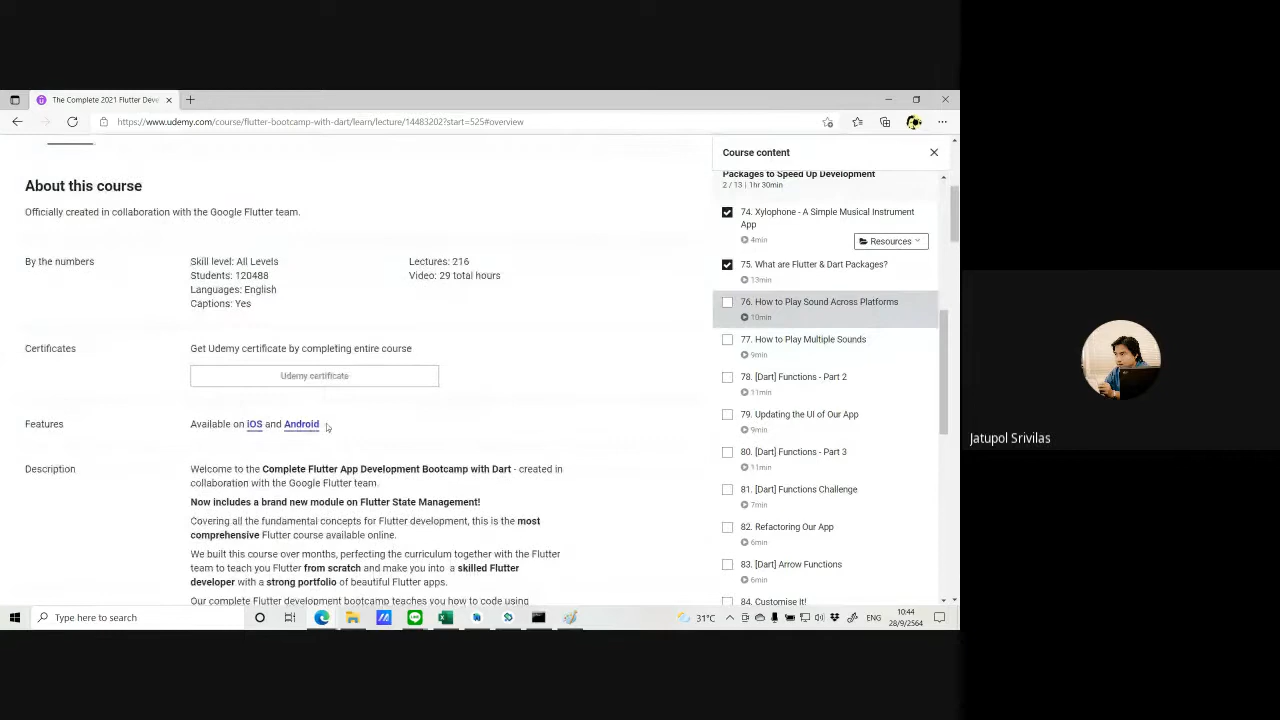 The Complete 2021 Flutter Deve
https://www.udemy.com/course/flutter-bootcamp-with-dart/learn/lecture/14483202?start=525#overview
About this course
Officially created in collaboration with the Google Flutter team.
By the numbers
Skill level: All Levels
Students: 120488
Languages: English
Captions: Yes
Lectures: 216
Video: 29 total hours
Certificates
Get Udemy certificate by completing entire course
Udemy certificate
Features
Available on iOS and Android
Description
Welcome to the Complete Flutter App Development Bootcamp with Dart - created in
collaboration with the Google Flutter team.
Now includes a brand new module on Flutter State Management!
Covering all the fundamental concepts for Flutter development, this is the most
comprehensive Flutter course available online.
We built this course over months, perfecting the curriculum together with the Flutter
team to teach you Flutter from scratch and make you into a skilled Flutter
developer with a strong portfolio of beautiful Flutter apps.
Our complete Flutter development bootcamp teaches you how to code using
Course content
Packages to Speed Up Development
2 / 13 | 1hr 30min
74. Xylophone - A Simple Musical Instrument
App
4min
Resources
75. What are Flutter & Dart Packages?
13min
76. How to Play Sound Across Platforms
10min
77. How to Play Multiple Sounds
9min
78. [Dart] Functions - Part 2
11min
79. Updating the UI of Our App
9min
80. [Dart] Functions - Part 3
11min
81. [Dart] Functions Challenge
7min
82. Refactoring Our App
6min
83. [Dart] Arrow Functions
6min
84. Customise It!
Type here to search
31°C
ENG
10:44
28/9/2564
Jatupol Srivilas